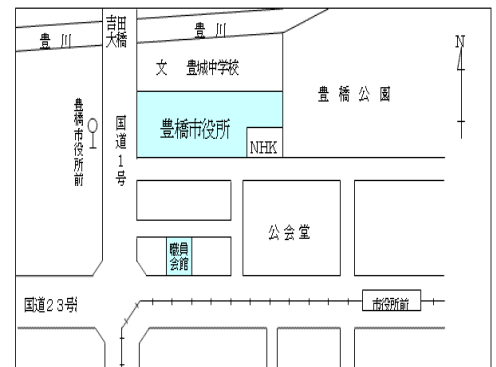 吉田
大橋
豊川
豊川
N
文 豊城中学校
豊橋公園
豊橋市役所
NHK
豊橋市役所前
国道1号
職員
会館
公会堂
国道23号
市役所前